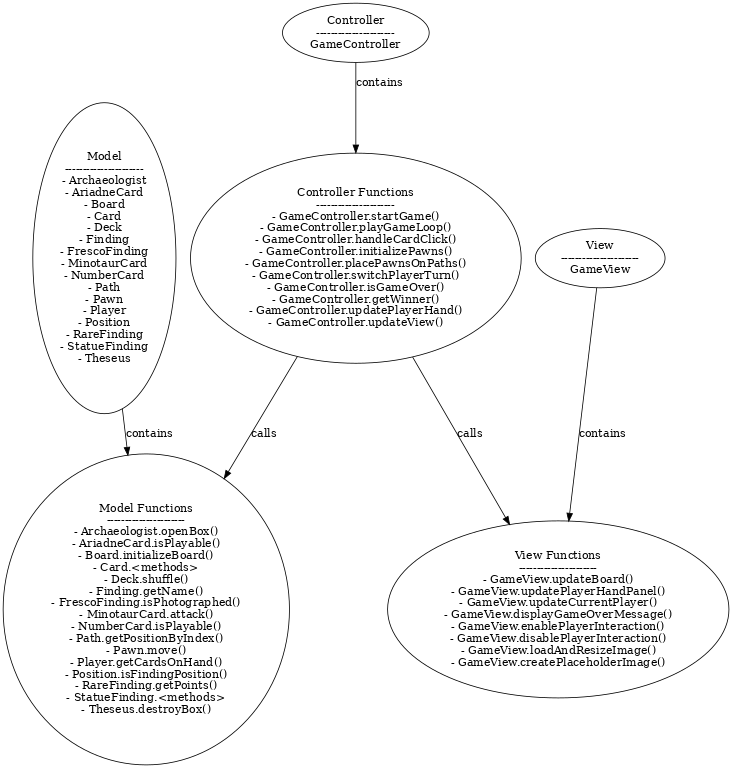 Controller
--------------------
GameController
contains
Model
--------------------
- Archaeologist
- AriadneCard
- Board
- Card
- Deck
- Finding
- FrescoFinding
- MinotaurCard
- NumberCard
- Path
- Pawn
- Player
- Position
- RareFinding
- StatueFinding
- Theseus
Controller Functions
--------------------
- GameController.startGame()
- GameController.playGameLoop()
- GameController.handleCardClick()
- GameController.initializePawns()
- GameController.placePawnsOnPaths()
- GameController.switchPlayerTurn()
- GameController.isGameOver()
- GameController.getWinner()
- GameController.updatePlayerHand()
- GameController.updateView()
View
--------------------
GameView
contains
calls
calls
contains
Model Functions
--------------------
- Archaeologist.openBox()
- AriadneCard.isPlayable()
- Board.initializeBoard()
- Card.<methods>
- Deck.shuffle()
- Finding.getName()
- FrescoFinding.isPhotographed()
- MinotaurCard.attack()
- NumberCard.isPlayable()
- Path.getPositionByIndex()
- Pawn.move()
- Player.getCardsOnHand()
- Position.isFindingPosition()
- RareFinding.getPoints()
- StatueFinding.<methods>
- Theseus.destroyBox()
View Functions
--------------------
- GameView.updateBoard()
- GameView.updatePlayerHandPanel()
- GameView.updateCurrentPlayer()
- GameView.displayGameOverMessage()
- GameView.enablePlayerInteraction()
- GameView.disablePlayerInteraction()
- GameView.loadAndResizeImage()
- GameView.createPlaceholderImage()